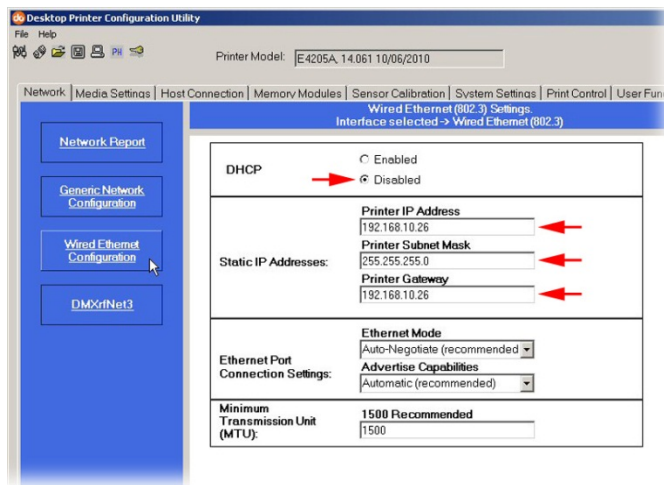 Desktop Printer Configuration Utility
File Help
PH
Printer Model: E4205A, 14.061 10/06/2010
Network Media Settings Host Connection Memory Modules Sensor Calibration System Settings Print Control User Fun
Wired Ethernet (802.3) Settings.
Interface selected -> Wired Ethernet (802.3)
Network Report
Generic Network
Configuration
Wired Ethernet
Configuration
DMXrfNet3
DHCP
Enabled
Disabled
Static IP Addresses:
Printer IP Address
192.168.10.26
Printer Subnet Mask
255.255.255.0
Printer Gateway
192.168.10.26
Ethernet Port
Connection Settings:
Ethernet Mode
Auto-Negotiate (recommended
Advertise Capabilities
Automatic (recommended)
Minimum
Transmission Unit
(MTU):
1500 Recommended
1500